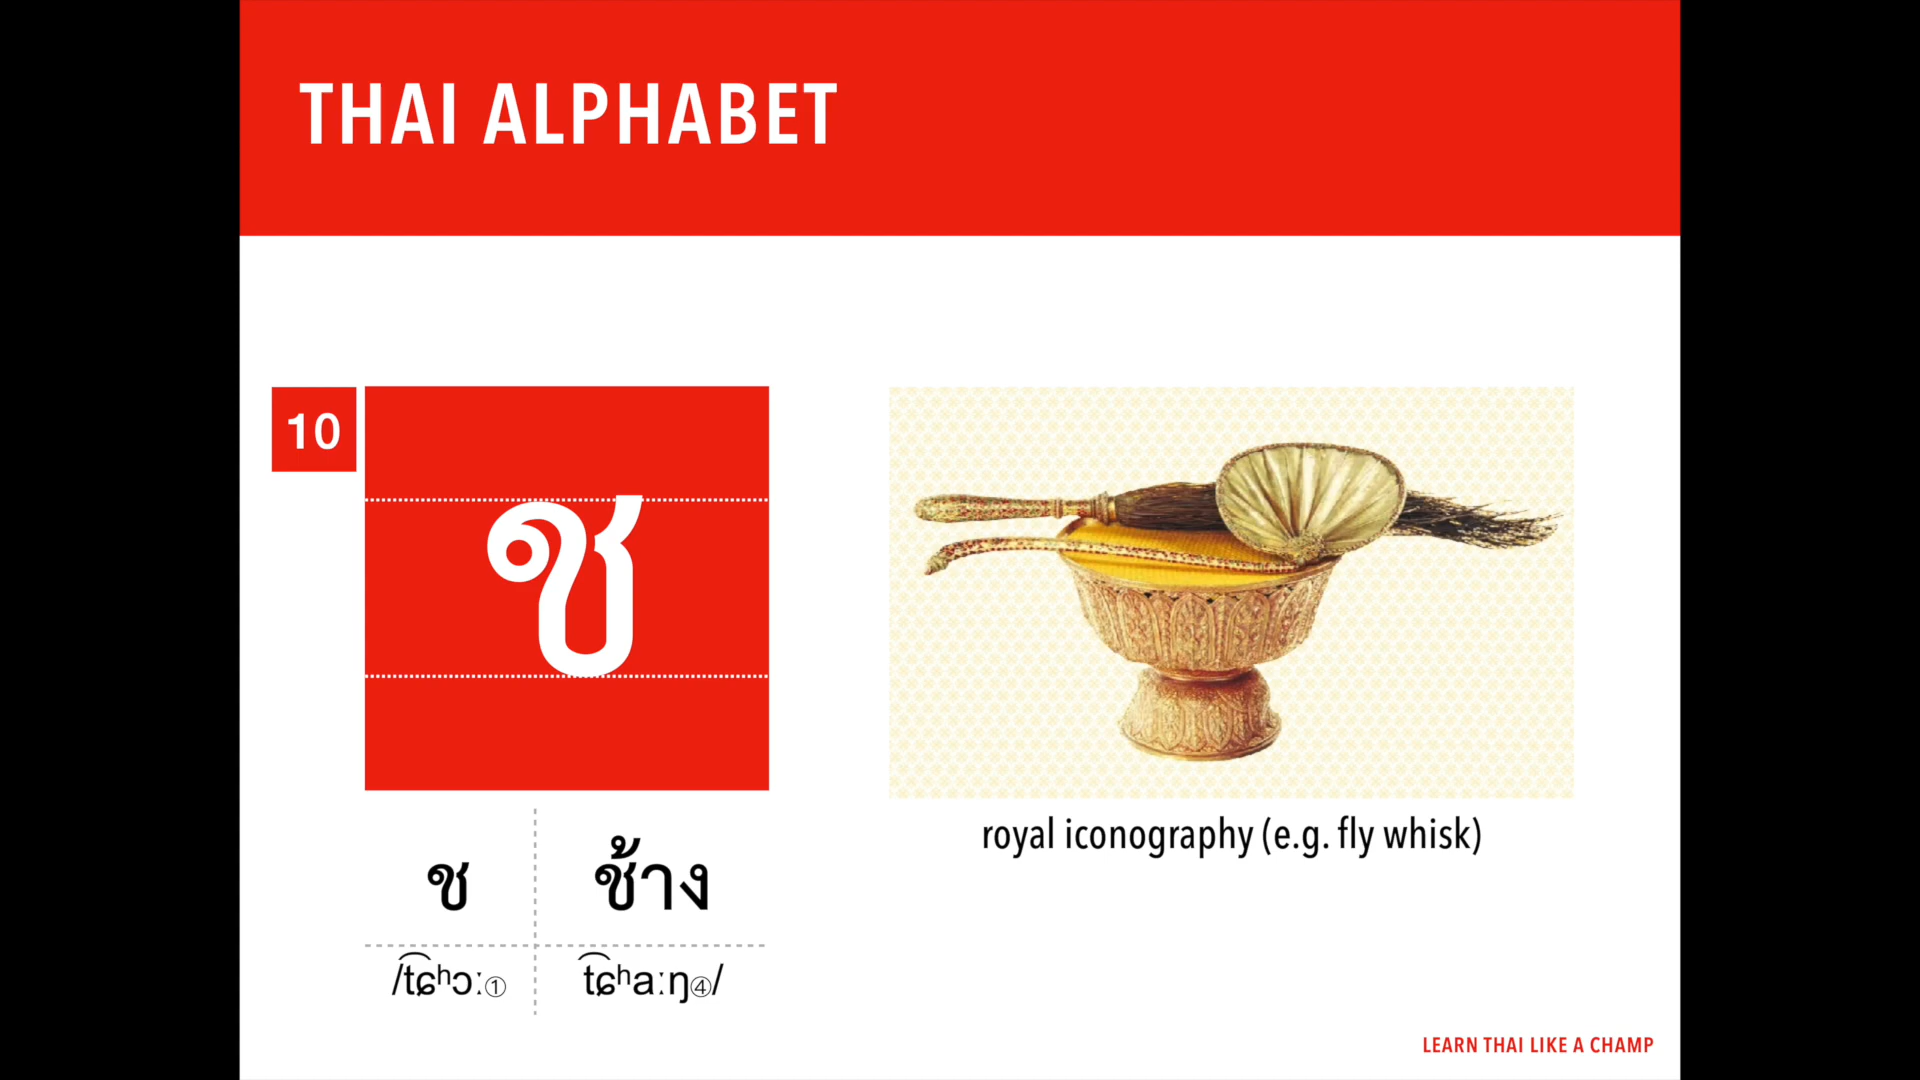 THAI ALPHABET
10
ช
ช
ช้าง
/t͡ɕʰɔː①
t͡ɕʰaːŋ④/
royal iconography (e.g. fly whisk)
LEARN THAI LIKE A CHAMP